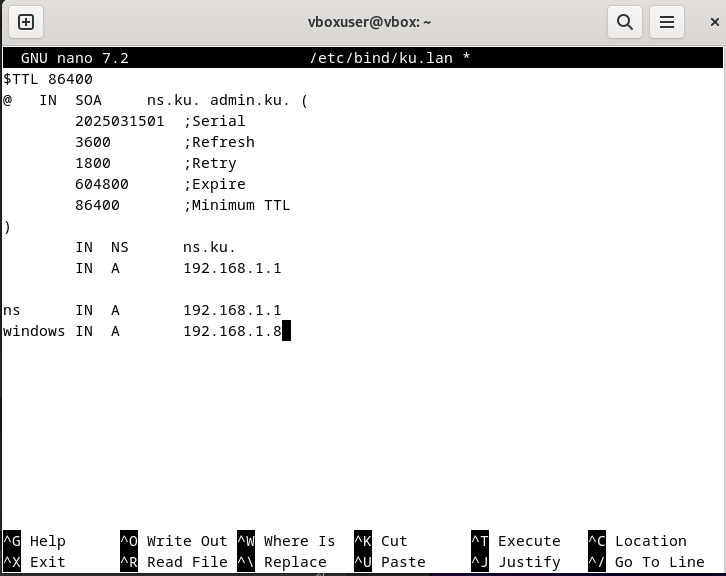 vboxuser@vbox: ~
GNU nano 7.2 /etc/bind/ku.lan *
$TTL 86400
@ IN SOA ns.ku. admin.ku. (
2025031501 ;Serial
3600 ;Refresh
1800 ;Retry
604800 ;Expire
86400 ;Minimum TTL
)
IN NS ns.ku.
IN A 192.168.1.1
ns IN A 192.168.1.1
windows IN A 192.168.1.8
^G Help ^O Write Out ^W Where Is ^K Cut ^T Execute ^C Location
^X Exit ^R Read File ^\ Replace ^U Paste ^J Justify ^/ Go To Line